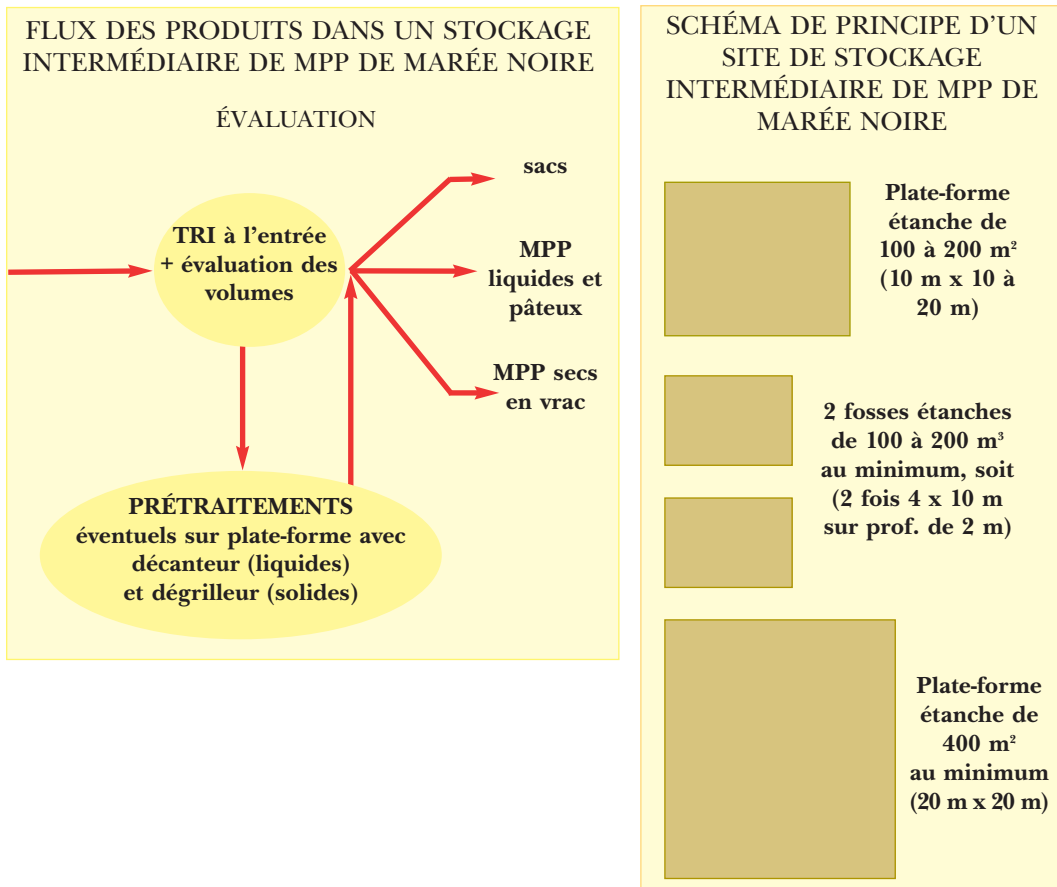 FLUX DES PRODUITS DANS UN STOCKAGE
INTERMÉDIAIRE DE MPP DE MARÉE NOIRE
ÉVALUATION
sacs
TRI à l'entrée
+ évaluation des
volumes
MPP
liquides et
pâteux
MPP secs
en vrac
PRÉTRAITEMENTS
éventuels sur plate-forme avec
décanteur (liquides)
et dégrilleur (solides)
SCHÉMA DE PRINCIPE D'UN
SITE DE STOCKAGE
INTERMÉDIAIRE DE MPP DE
MARÉE NOIRE
Plate-forme
étanche de
100 à 200 m²
(10 m x 10 à
20 m)
2 fosses étanches
de 100 à 200 m³
au minimum, soit
(2 fois 4 x 10 m
sur prof. de 2 m)
Plate-forme
étanche de
400 m²
au minimum
(20 m x 20 m)